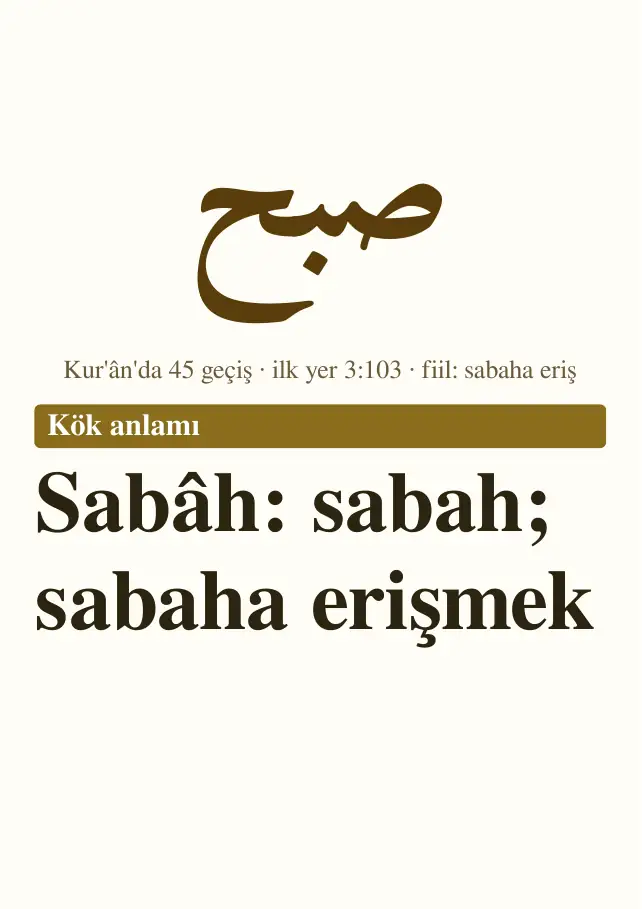 صبح
Kur'ân'da 45 geçiş · ilk yer 3:103 · fiil: sabaha eriş
Kök anlamı
Sabâh: sabah;
sabaha erişmek